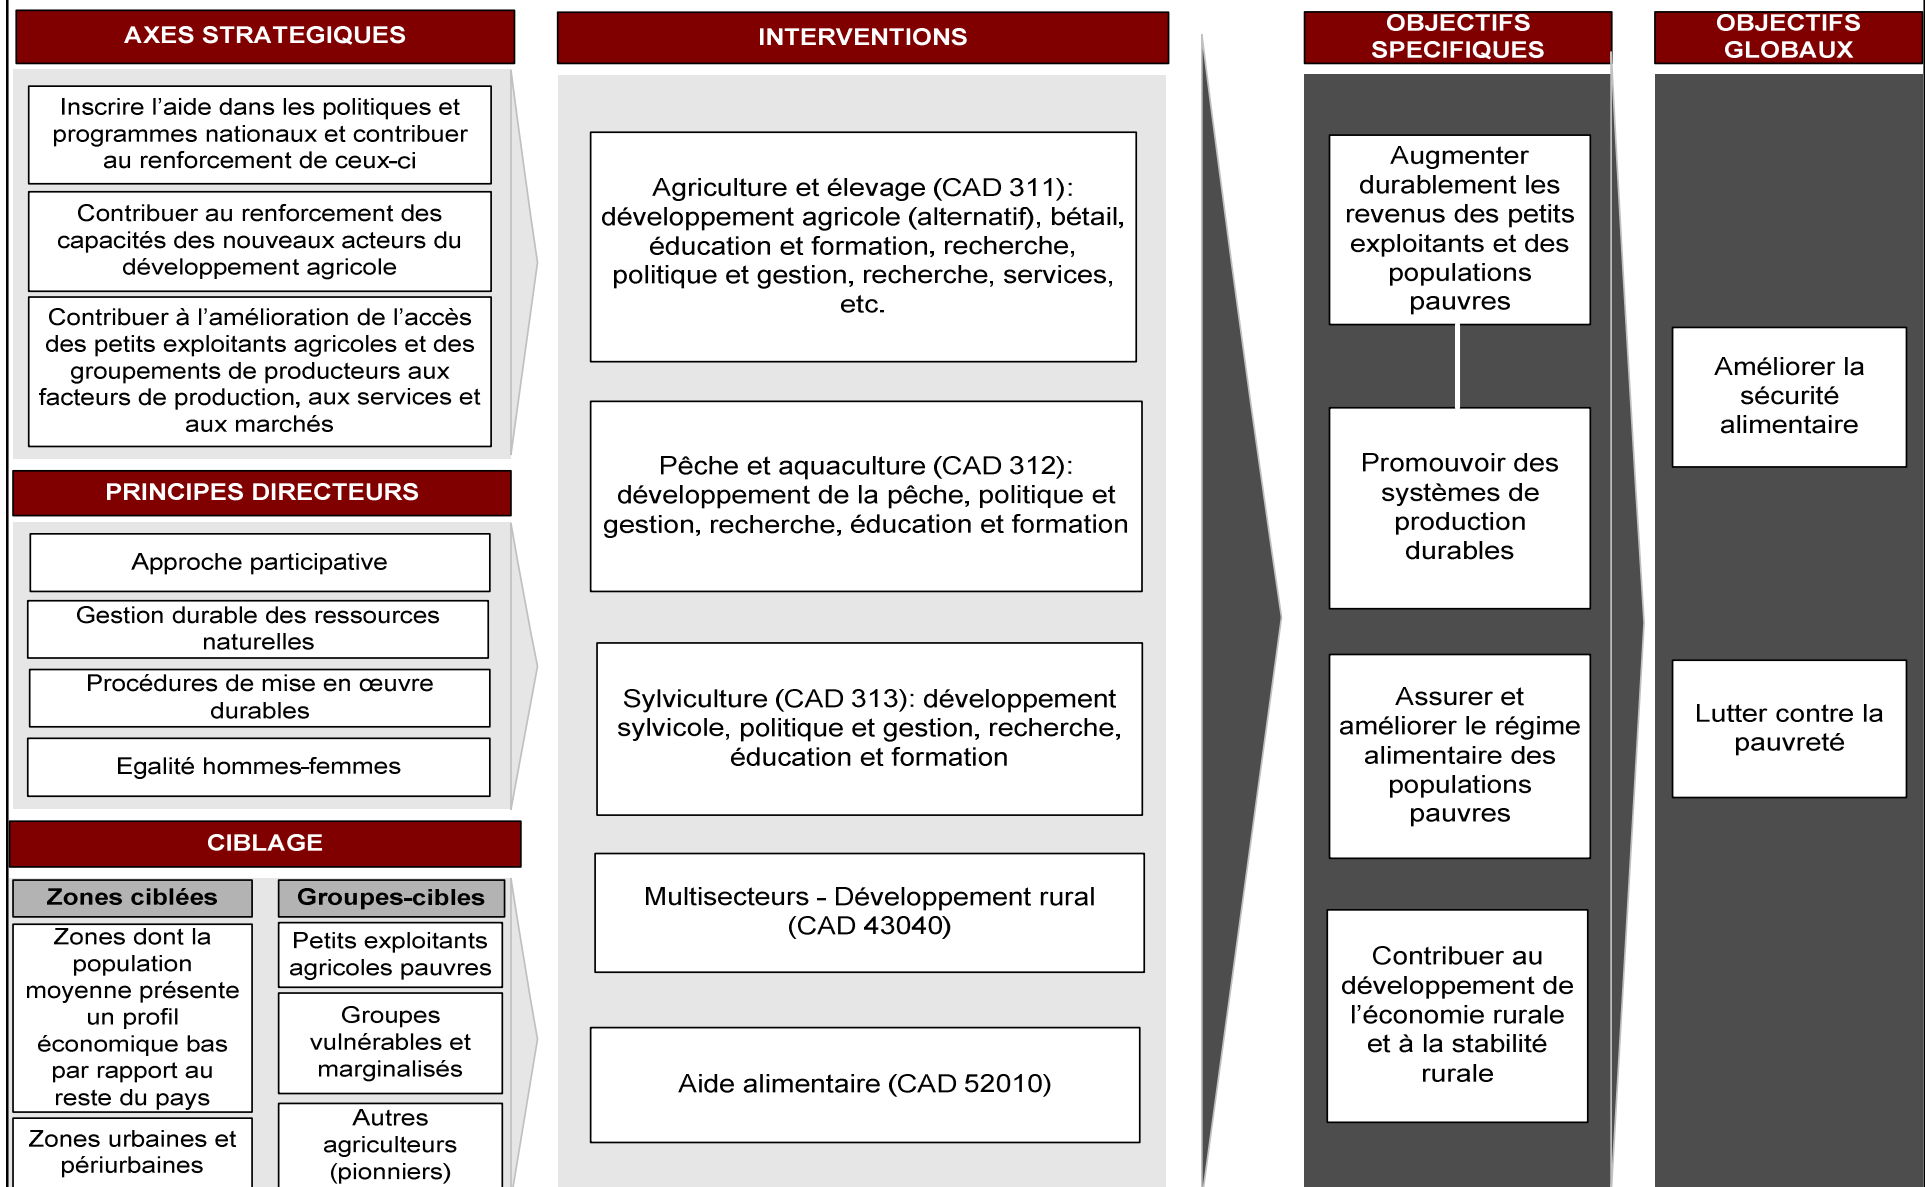 AXES STRATEGIQUES
Inscrire l’aide dans les politiques et
programmes nationaux et contribuer
au renforcement de ceux-ci
Contribuer au renforcement des
capacités des nouveaux acteurs du
développement agricole
Contribuer à l’amélioration de l’accès
des petits exploitants agricoles et des
groupements de producteurs aux
facteurs de production, aux services et
aux marchés
PRINCIPES DIRECTEURS
Approche participative
Gestion durable des ressources
naturelles
Procédures de mise en œuvre
durables
Egalité hommes-femmes
CIBLAGE
Zones ciblées
Zones dont la
population
moyenne présente
un profil
économique bas
par rapport au
reste du pays
Zones urbaines et
périurbaines
Groupes-cibles
Petits exploitants
agricoles pauvres
Groupes
vulnérables et
marginalisés
Autres
agriculteurs
(pionniers)
INTERVENTIONS
Agriculture et élevage (CAD 311):
développement agricole (alternatif), bétail,
éducation et formation, recherche,
politique et gestion, recherche, services,
etc.
Pêche et aquaculture (CAD 312):
développement de la pêche, politique et
gestion, recherche, éducation et formation
Sylviculture (CAD 313): développement
sylvicole, politique et gestion, recherche,
éducation et formation
Multisecteurs - Développement rural
(CAD 43040)
Aide alimentaire (CAD 52010)
OBJECTIFS
SPECIFIQUES
Augmenter
durablement les
revenus des petits
exploitants et des
populations
pauvres
Promouvoir des
systèmes de
production
durables
Assurer et
améliorer le régime
alimentaire des
populations
pauvres
Contribuer au
développement de
l’économie rurale
et à la stabilité
rurale
OBJECTIFS
GLOBAUX
Améliorer la
sécurité
alimentaire
Lutter contre la
pauvreté